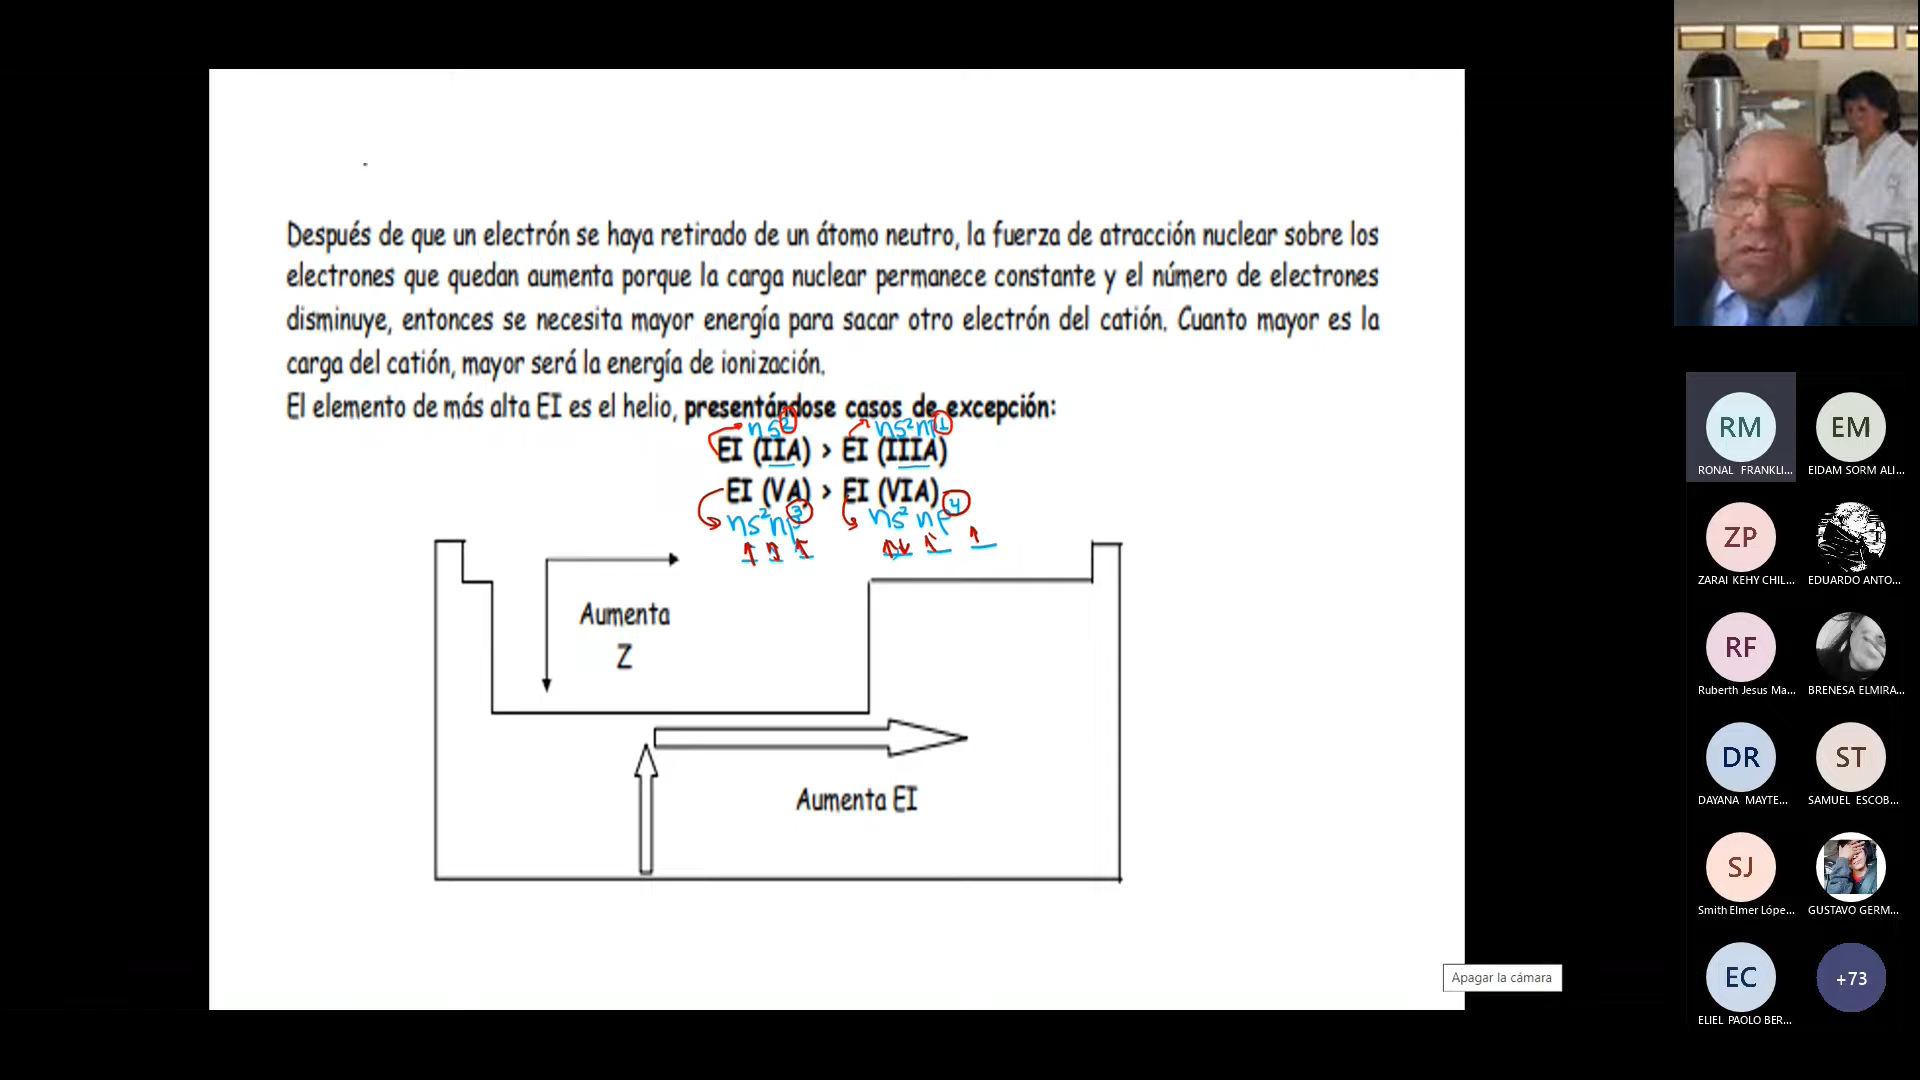 Después de que un electrón se haya retirado de un átomo neutro, la fuerza de atracción nuclear sobre los
electrones que quedan aumenta porque la carga nuclear permanece constante y el número de electrones
disminuye, entonces se necesita mayor energía para sacar otro electrón del catión. Cuanto mayor es la
carga del catión, mayor será la energía de ionización.
El elemento de más alta EI es el helio, presentándose casos de excepción:
ns² ns²np¹
EI (IIA) > EI (IIIA)
EI (VA) > EI (VIA)
ns²np³ ns² np⁴
Aumenta
Z
Aumenta EI
Apagar la cámara
RM
RONAL FRANKLI...
EM
EIDAM SORM ALI...
ZP
ZARAI KEHY CHIL...
EDUARDO ANTO...
RF
Ruberth Jesus Ma...
BRENESA ELMIRA...
DR
DAYANA MAYTE...
ST
SAMUEL ESCOB...
SJ
Smith Elmer Lópe...
GUSTAVO GERM...
EC
ELIEL PAOLO BER...
+73